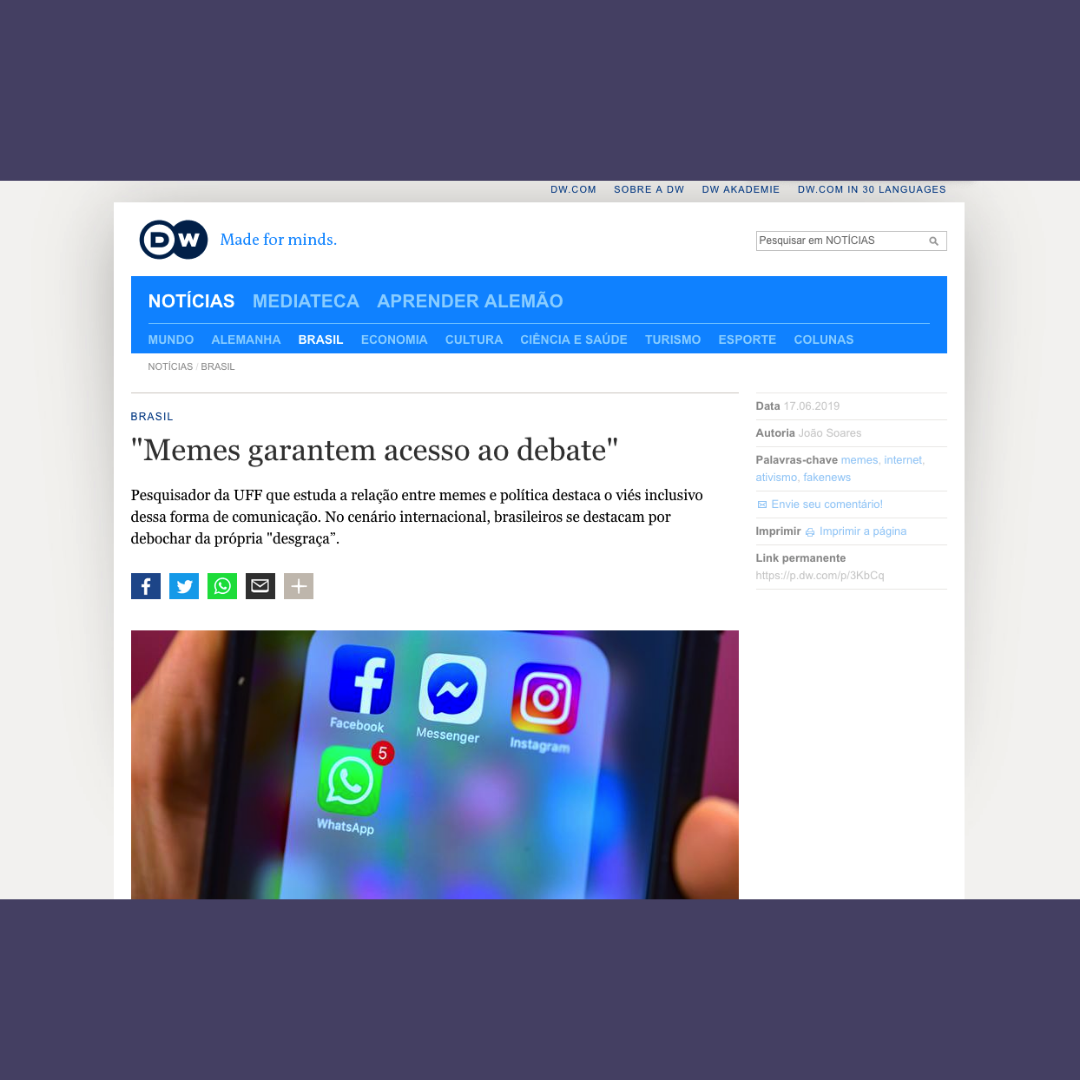 DW.COM SOBRE A DW DW AKADEMIE DW.COM IN 30 LANGUAGES
DW Made for minds.
Pesquisar em NOTÍCIAS
NOTÍCIAS MEDIATECA APRENDER ALEMÃO
MUNDO ALEMANHA BRASIL ECONOMIA CULTURA CIÊNCIA E SAÚDE TURISMO ESPORTE COLUNAS
NOTÍCIAS / BRASIL
BRASIL
"Memes garantem acesso ao debate"
Pesquisador da UFF que estuda a relação entre memes e política destaca o viés inclusivo
dessa forma de comunicação. No cenário internacional, brasileiros se destacam por
debochar da própria "desgraça”.
Data 17.06.2019
Autoria João Soares
Palavras-chave memes, internet,
ativismo, fakenews
Envie seu comentário!
Imprimir Imprimir a página
Link permanente
https://p.dw.com/p/3KbCq
Facebook
Messenger
Instagram
5
WhatsApp